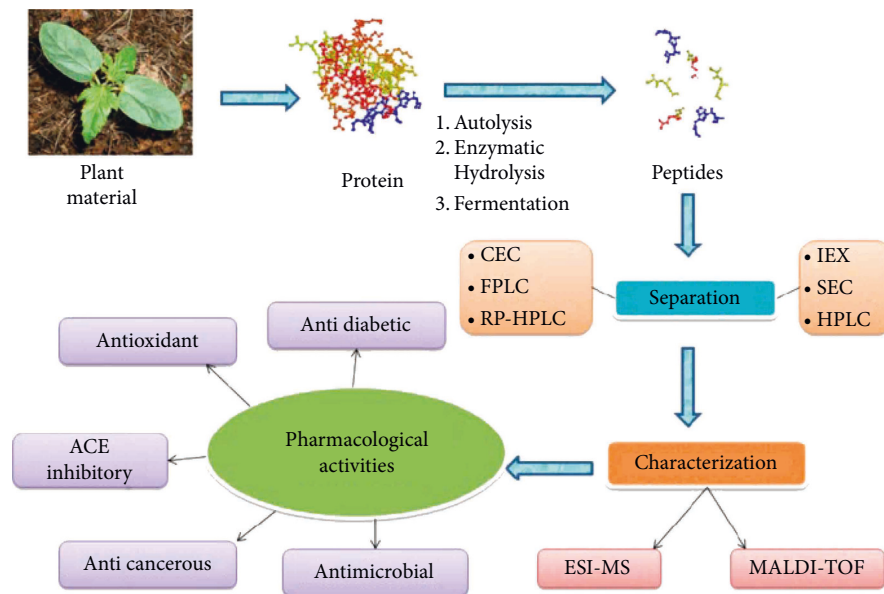 Plant
material
Protein
1. Autolysis
2. Enzymatic
Hydrolysis
3. Fermentation
Peptides
• CEC
• FPLC
• RP-HPLC
Separation
• IEX
• SEC
• HPLC
Antioxidant
Anti diabetic
ACE
inhibitory
Pharmacological
activities
Characterization
Anti cancerous
Antimicrobial
ESI-MS
MALDI-TOF